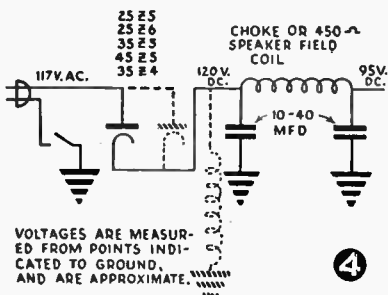 25Z5
25Z6
35Z5
45Z5
35Z4
117V. AC.
120V.
DC.
CHOKE OR 450-Ω
SPEAKER FIELD
COIL
95V.
DC.
10-40
MFD
VOLTAGES ARE MEASUR-
ED FROM POINTS INDI-
CATED TO GROUND,
AND ARE APPROXIMATE.
4